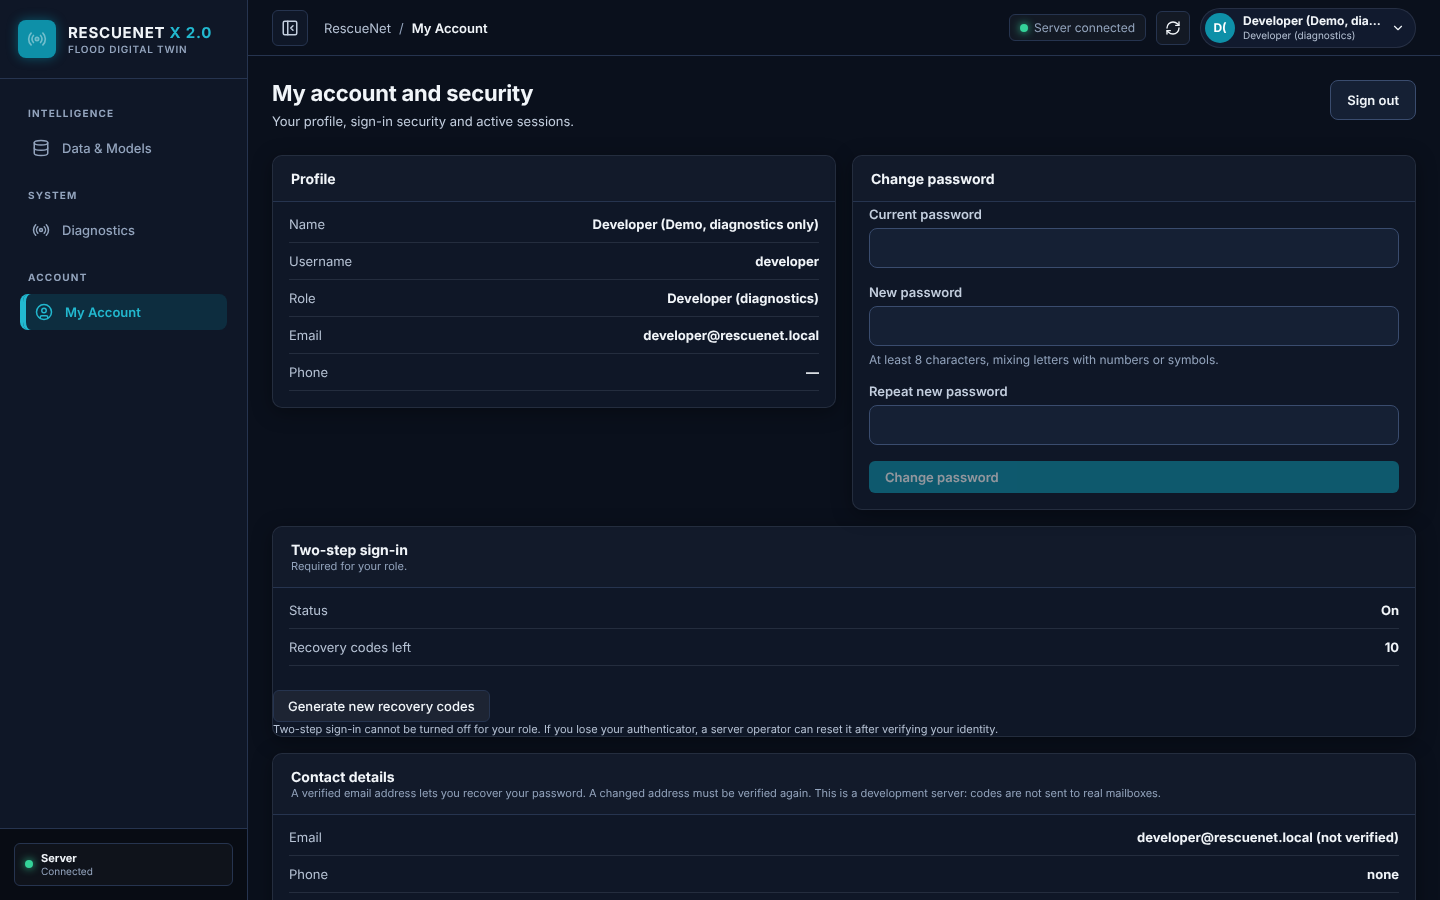 RESCUENET X 2.0
FLOOD DIGITAL TWIN
INTELLIGENCE
Data & Models
SYSTEM
Diagnostics
ACCOUNT
My Account
Server
Connected
RescueNet / My Account
Server connected
D(
Developer (Demo, dia...
Developer (diagnostics)
My account and security
Your profile, sign-in security and active sessions.
Sign out
Profile
Name Developer (Demo, diagnostics only)
Username developer
Role Developer (diagnostics)
Email developer@rescuenet.local
Phone —
Change password
Current password
New password
At least 8 characters, mixing letters with numbers or symbols.
Repeat new password
Change password
Two-step sign-in
Required for your role.
Status On
Recovery codes left 10
Generate new recovery codes
Two-step sign-in cannot be turned off for your role. If you lose your authenticator, a server operator can reset it after verifying your identity.
Contact details
A verified email address lets you recover your password. A changed address must be verified again. This is a development server: codes are not sent to real mailboxes.
Email developer@rescuenet.local (not verified)
Phone none